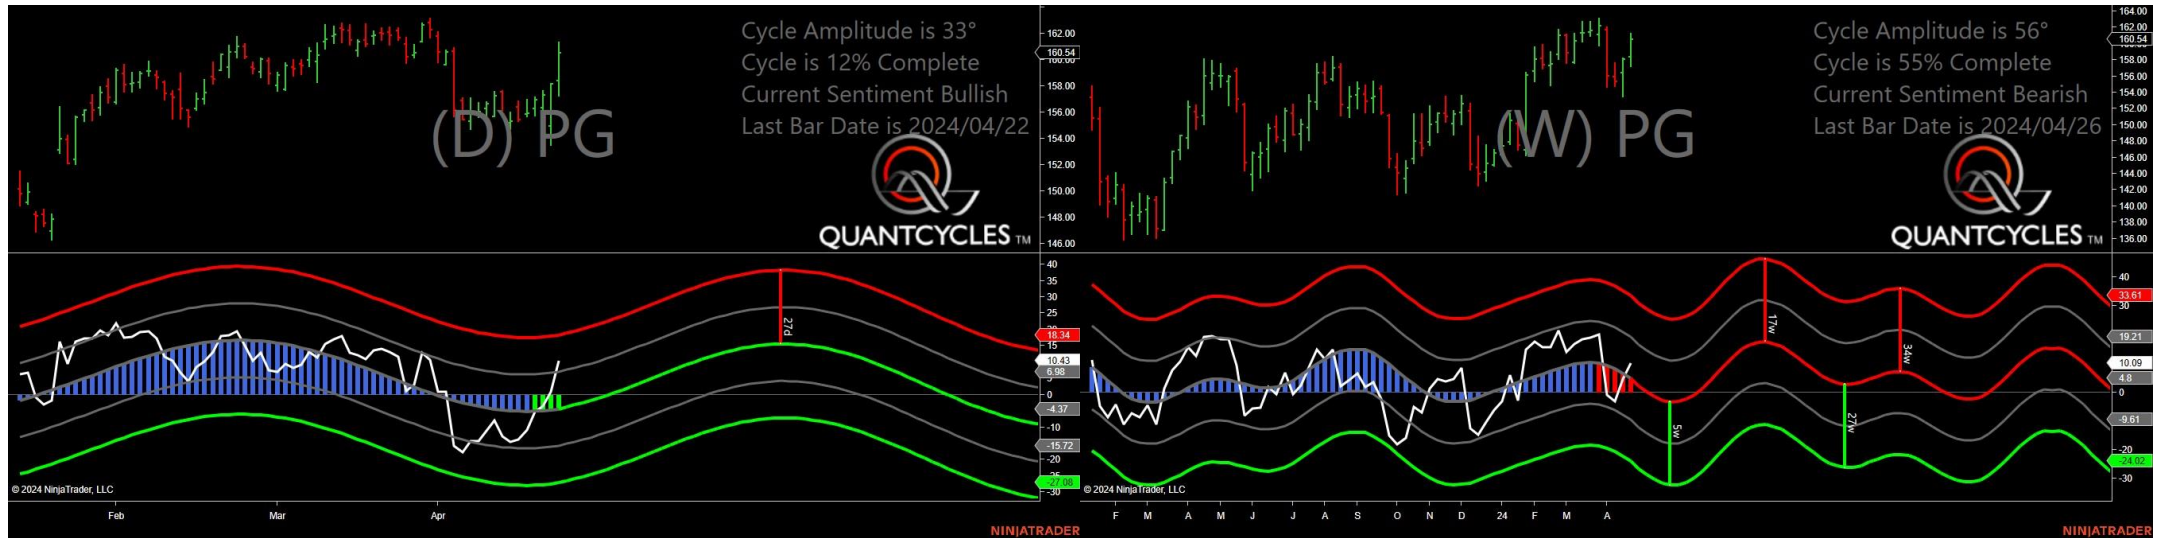 Cycle Amplitude is 33°
Cycle is 12% Complete
Current Sentiment Bullish
Last Bar Date is 2024/04/22
(D) PG
QUANTCYCLES TM
162.00
160.54
160.00
158.00
156.00
154.00
152.00
150.00
148.00
146.00
40
35
30
25
18.34
15
10.43
6.98
0
-4.37
-10
-15.72
-20
-27.08
-30
27d
© 2024 NinjaTrader, LLC
Feb Mar Apr
NINJATRADER
Cycle Amplitude is 56°
Cycle is 55% Complete
Current Sentiment Bearish
Last Bar Date is 2024/04/26
(W) PG
QUANTCYCLES TM
164.00
162.00
160.54
158.00
156.00
154.00
152.00
150.00
148.00
146.00
144.00
142.00
140.00
138.00
136.00
40
33.61
30
19.21
10.09
4.8
0
-9.61
-20
-24.02
-30
5w
17w
27w
34w
© 2024 NinjaTrader, LLC
F M A M J J A S O N D 24 F M A
NINJATRADER